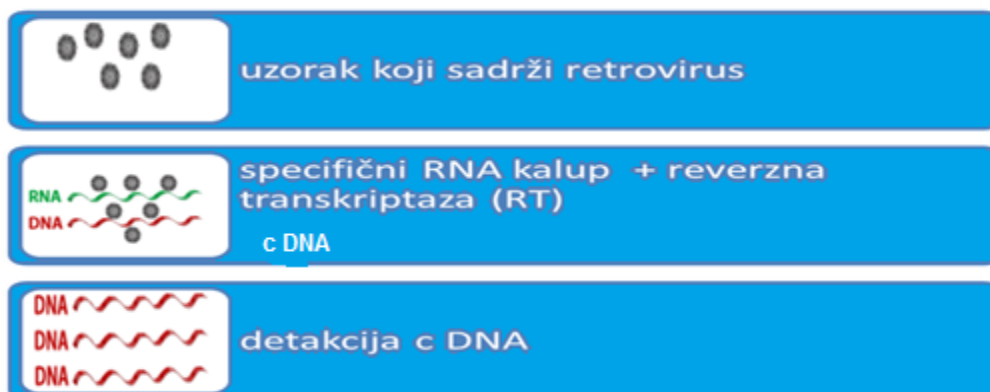 uzorak koji sadrži retrovirus
specifični RNA kalup + reverzna
transkriptaza (RT)
RNA
DNA
c DNA
DNA
DNA
DNA
detakcija c DNA